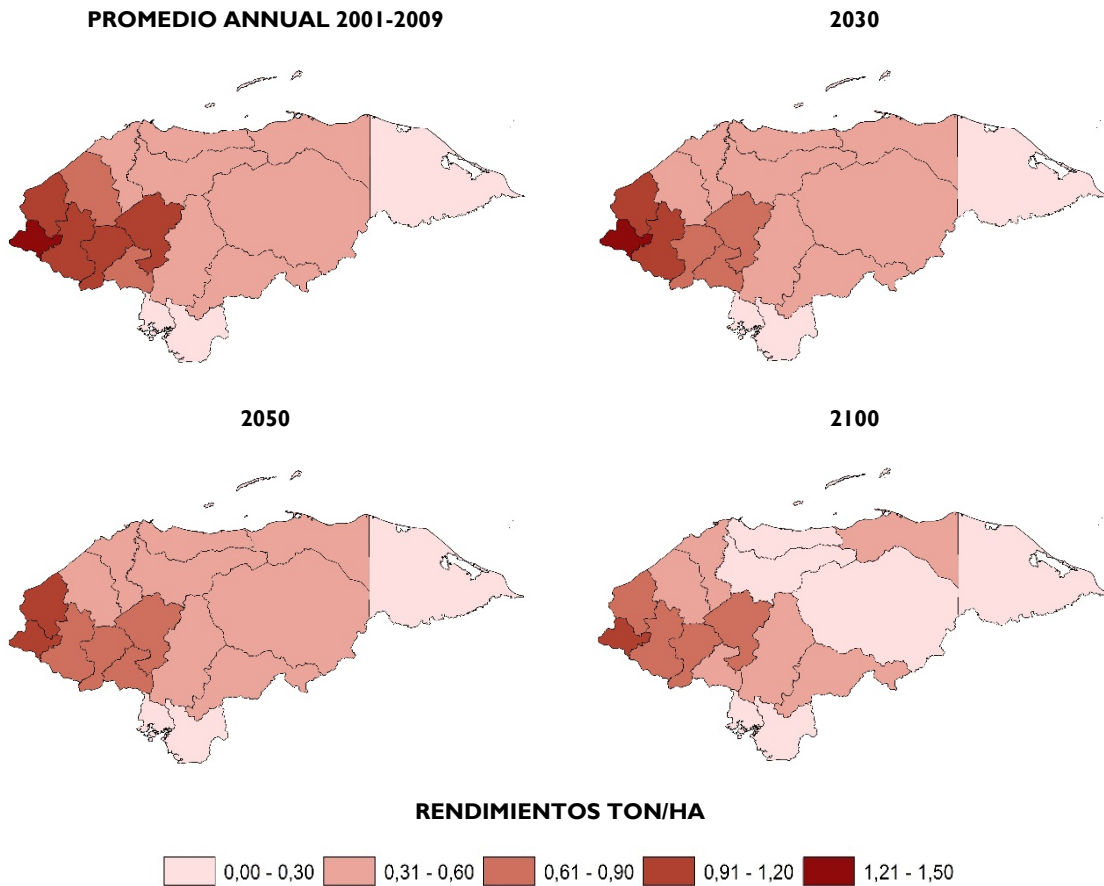 PROMEDIO ANNUAL 2001-2009
2030
2050
2100
RENDIMIENTOS TON/HA
0,00 - 0,30
0,31 - 0,60
0,61 - 0,90
0,91 - 1,20
1,21 - 1,50